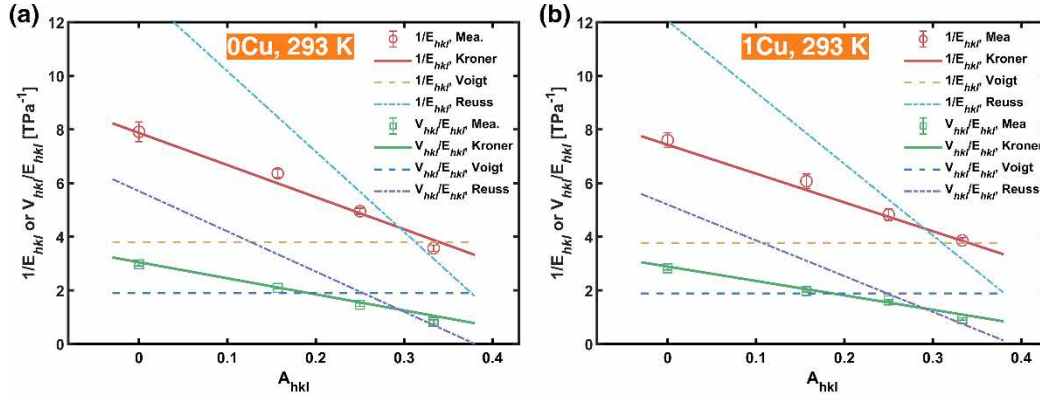 (a)
0Cu, 293 K
1/E_hkl, Mea.
1/E_hkl, Kroner
1/E_hkl, Voigt
1/E_hkl, Reuss
V_hkl/E_hkl, Mea.
V_hkl/E_hkl, Kroner
V_hkl/E_hkl, Voigt
V_hkl/E_hkl, Reuss
1/E_hkl or V_hkl/E_hkl [TPa⁻¹]
12
10
8
6
4
2
0
0
0.1
0.2
0.3
0.4
A_hkl
(b)
1Cu, 293 K
1/E_hkl, Mea
1/E_hkl, Kroner
1/E_hkl, Voigt
1/E_hkl, Reuss
V_hkl/E_hkl, Mea
V_hkl/E_hkl, Kroner
V_hkl/E_hkl, Voigt
V_hkl/E_hkl, Reuss
1/E_hkl or V_hkl/E_hkl [TPa⁻¹]
12
10
8
6
4
2
0
0
0.1
0.2
0.3
0.4
A_hkl